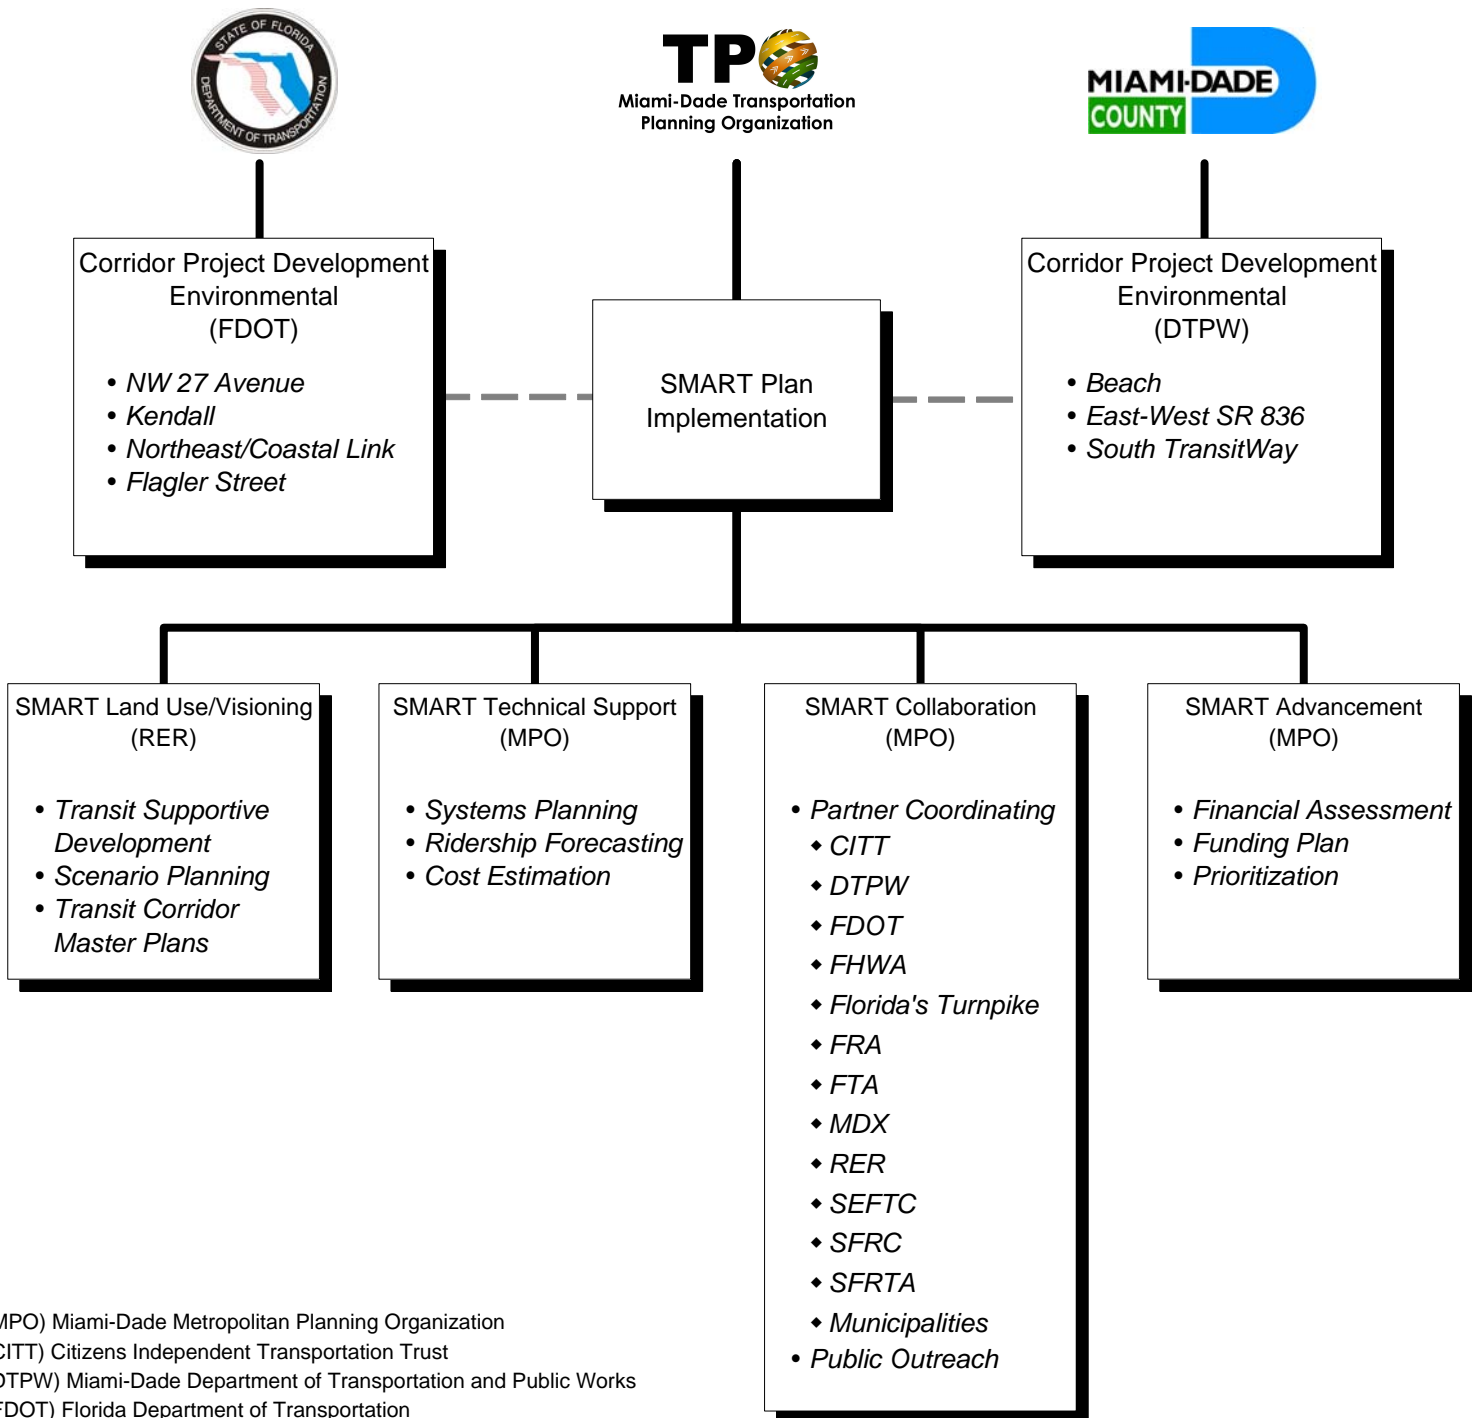 STATE OF FLORIDA
DEPARTMENT OF TRANSPORTATION
TPO
Miami-Dade Transportation
Planning Organization
MIAMI-DADE
COUNTY
Corridor Project Development
Environmental
(FDOT)
• NW 27 Avenue
• Kendall
• Northeast/Coastal Link
• Flagler Street
SMART Plan
Implementation
Corridor Project Development
Environmental
(DTPW)
• Beach
• East-West SR 836
• South TransitWay
SMART Land Use/Visioning
(RER)
• Transit Supportive
Development
• Scenario Planning
• Transit Corridor
Master Plans
SMART Technical Support
(MPO)
• Systems Planning
• Ridership Forecasting
• Cost Estimation
SMART Collaboration
(MPO)
• Partner Coordinating
◆ CITT
◆ DTPW
◆ FDOT
◆ FHWA
◆ Florida's Turnpike
◆ FRA
◆ FTA
◆ MDX
◆ RER
◆ SEFTC
◆ SFRC
◆ SFRTA
◆ Municipalities
• Public Outreach
SMART Advancement
(MPO)
• Financial Assessment
• Funding Plan
• Prioritization
MPO) Miami-Dade Metropolitan Planning Organization
CITT) Citizens Independent Transportation Trust
DTPW) Miami-Dade Department of Transportation and Public Works
FDOT) Florida Department of Transportation